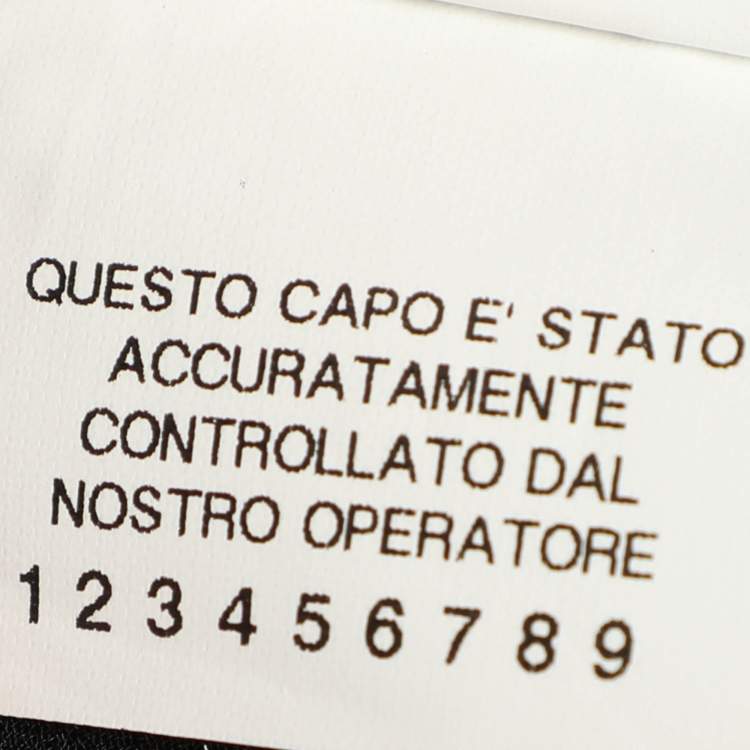 QUESTO CAPO E' STATO
ACCURATAMENTE
CONTROLLATO DAL
NOSTRO OPERATORE
1 2 3 4 5 6 7 8 9